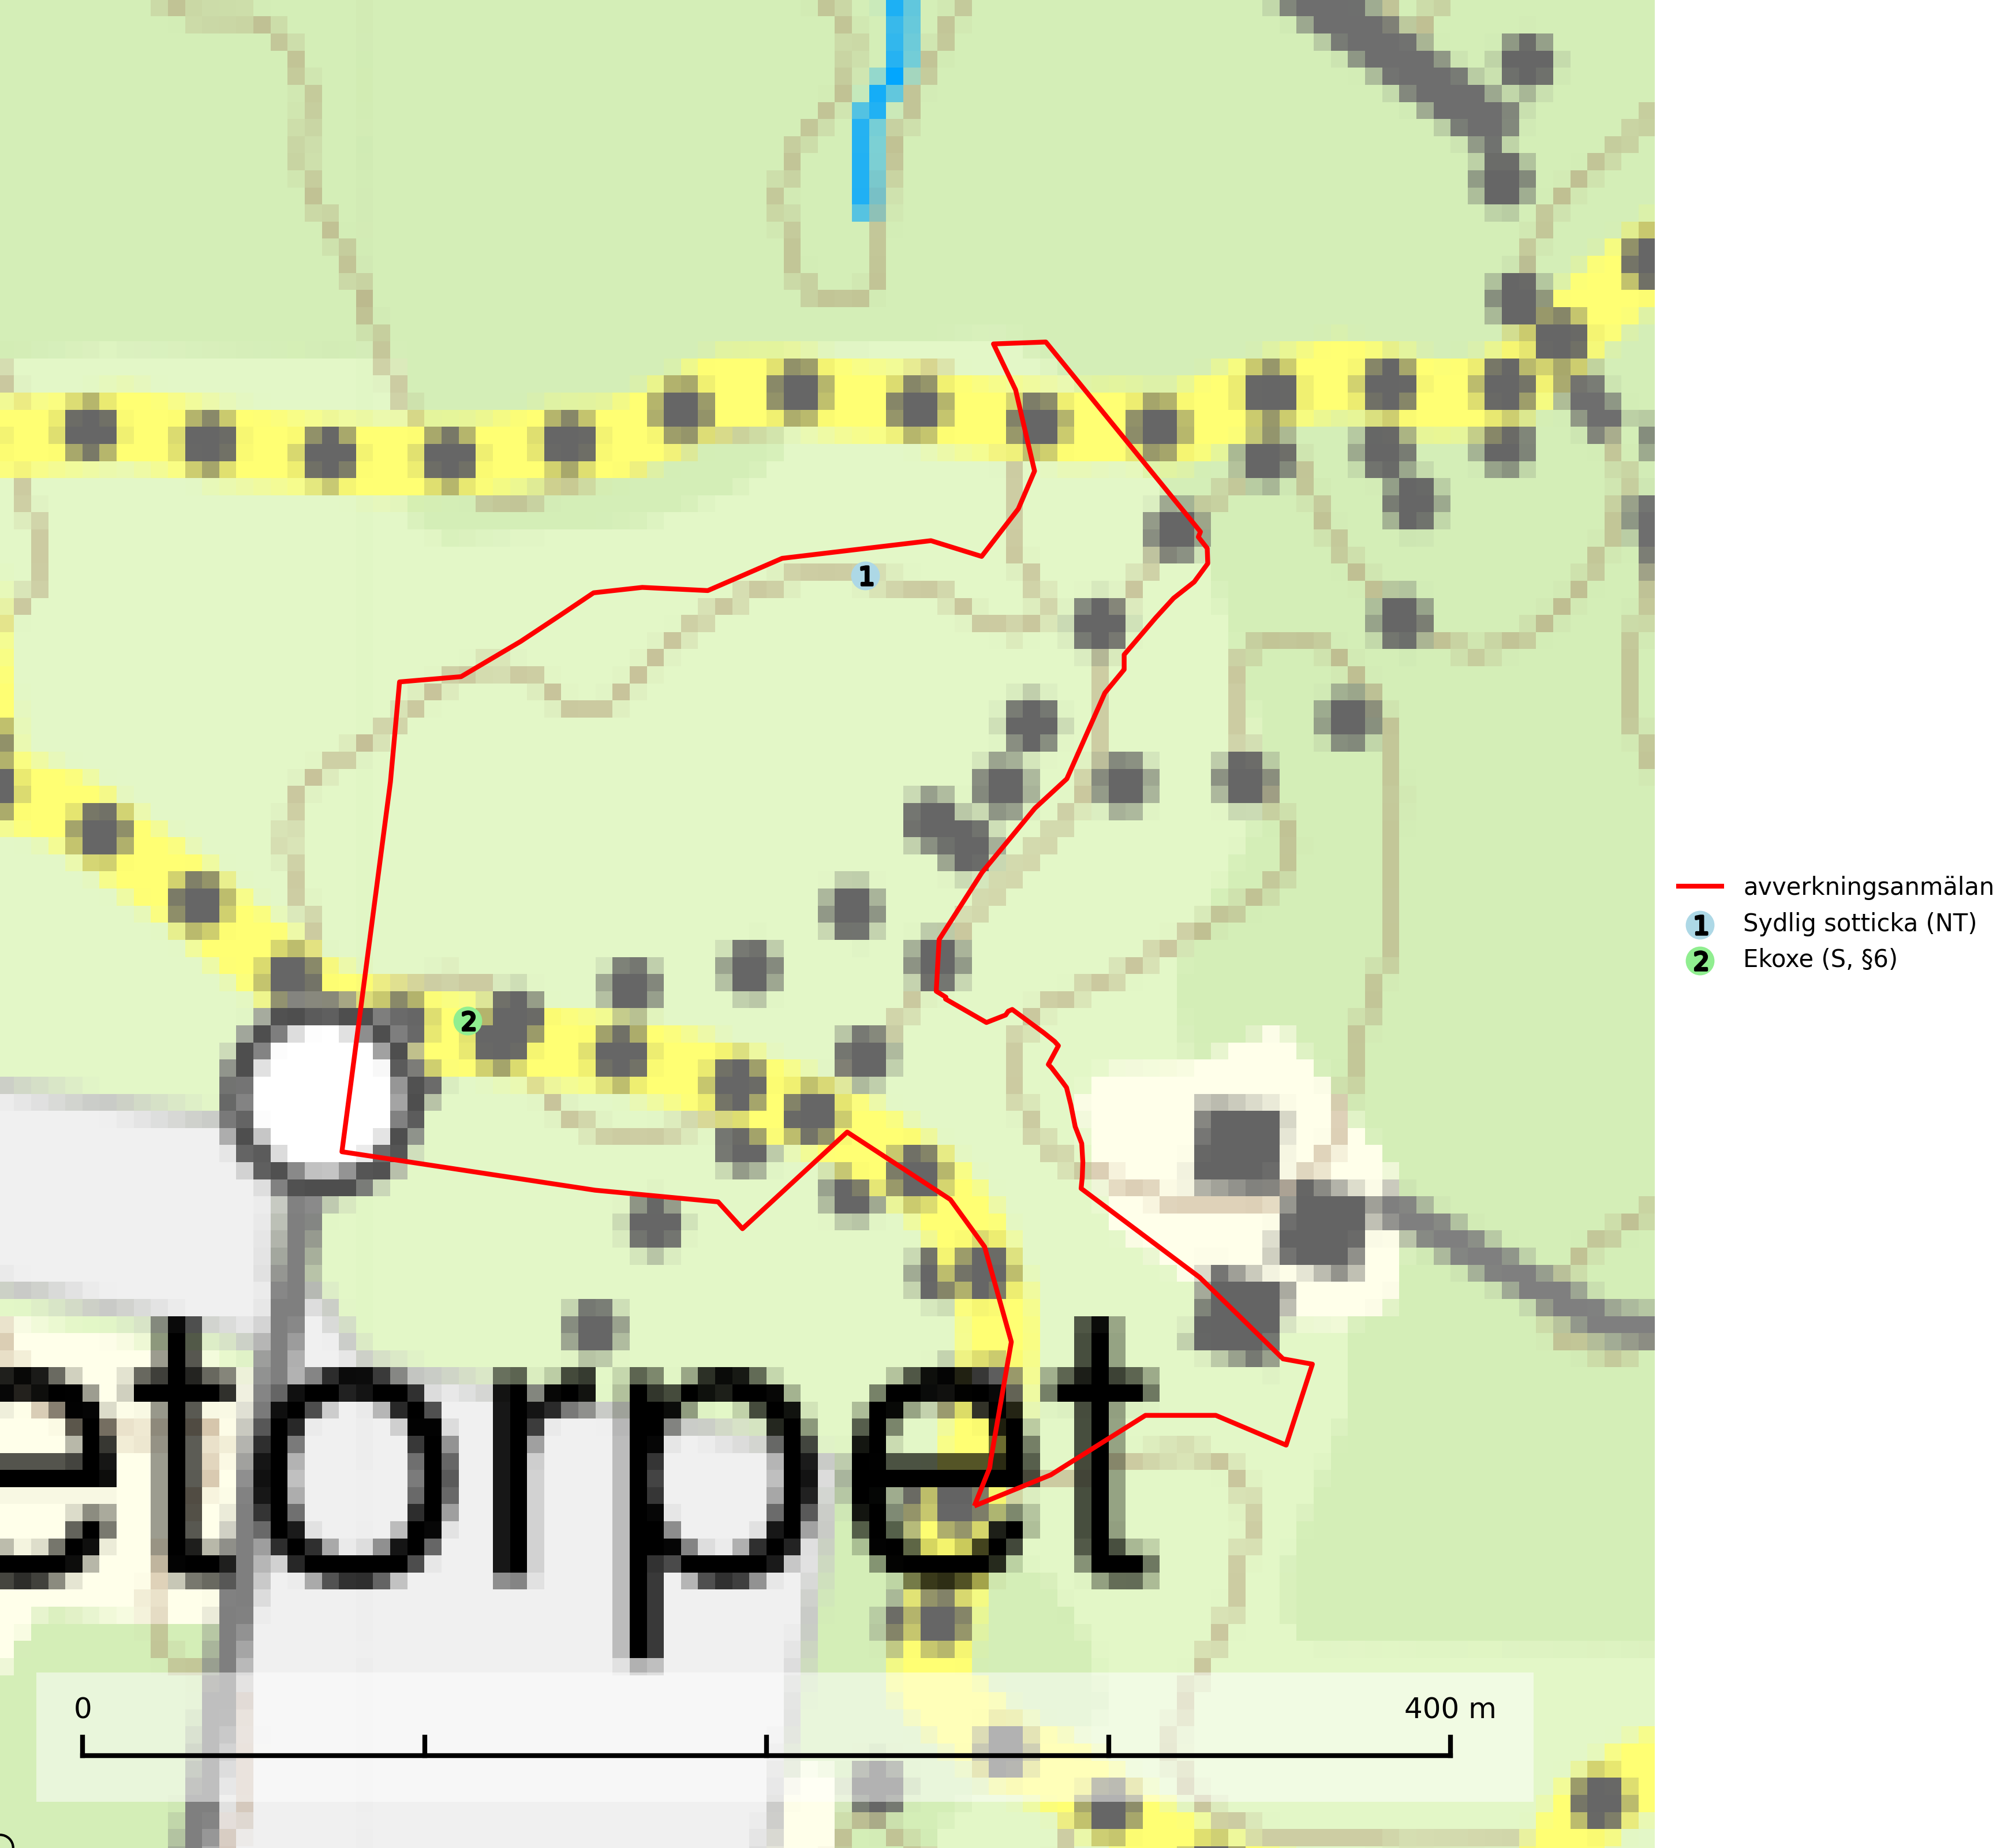 1
2
etorpet
0 400 m
avverkningsanmälan
1 Sydlig sotticka (NT)
2 Ekoxe (S, §6)